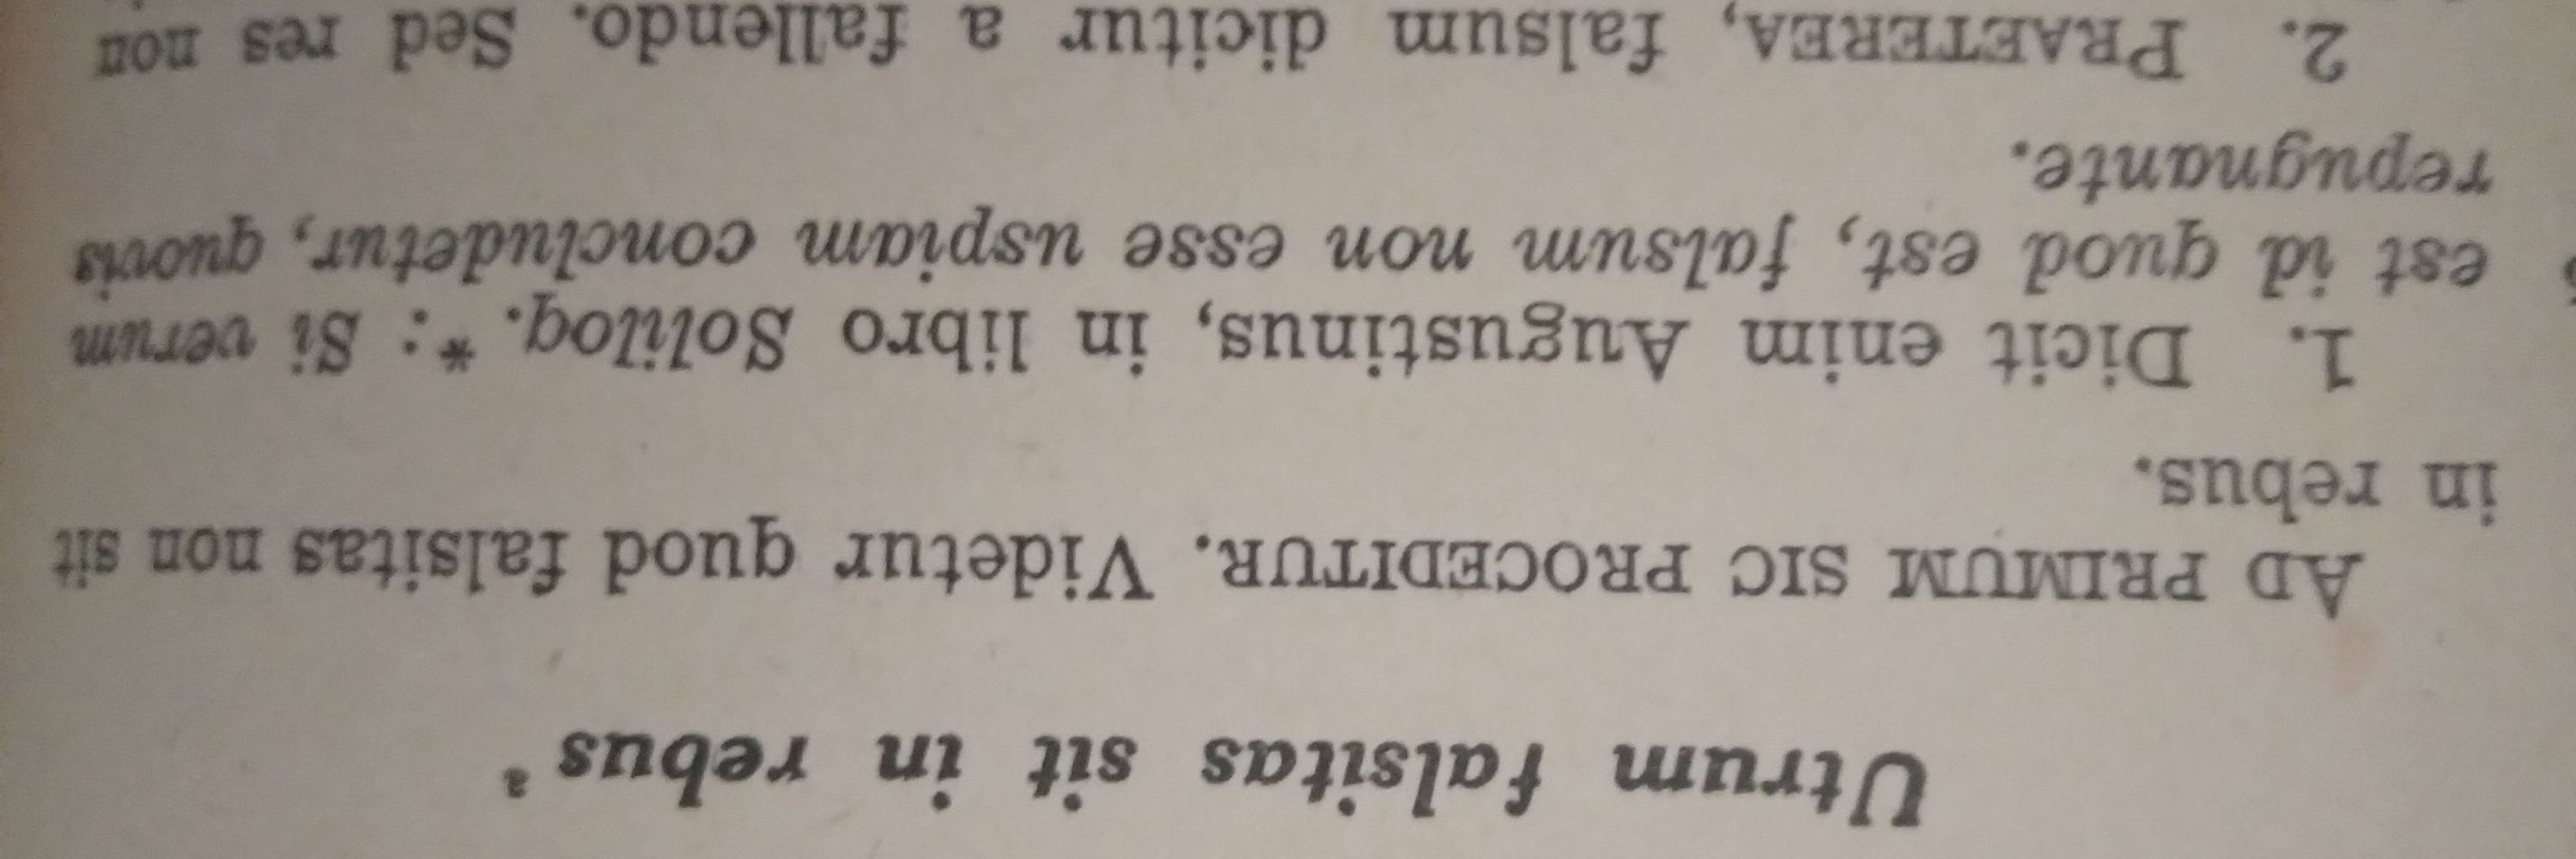 Utrum falsitas sit in rebus ª
AD PRIMUM SIC PROCEDITUR. Videtur quod falsitas non sit
in rebus.
1. Dicit enim Augustinus, in libro Soliloq. *: Si verum
est id quod est, falsum non esse uspiam concludetur, quovis
repugnante.
2. PRAETEREA, falsum dicitur a fallendo. Sed res non